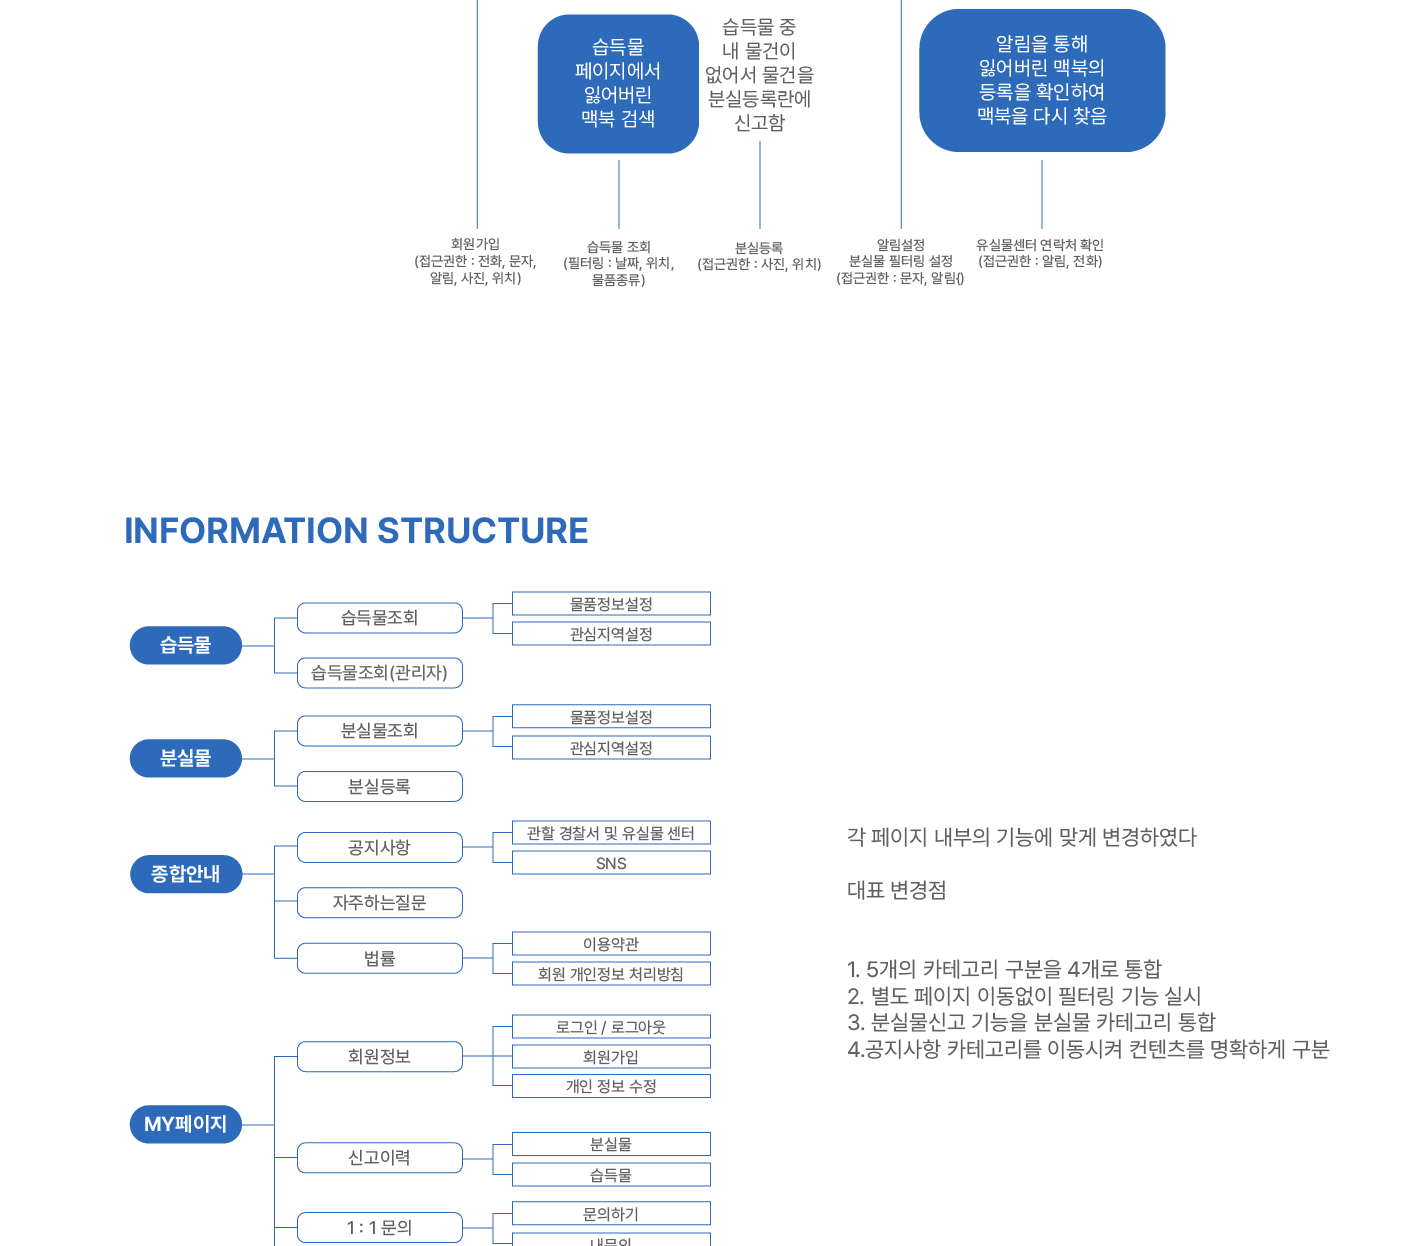 습득물
페이지에서
잃어버린
맥북 검색
습득물 중
내 물건이
없어서 물건을
분실등록란에
신고함
알림을 통해
잃어버린 맥북의
등록을 확인하여
맥북을 다시 찾음
회원가입
(접근권한 : 전화, 문자,
알림, 사진, 위치)
습득물 조회
(필터링 : 날짜, 위치,
물품종류)
분실등록
(접근권한 : 사진, 위치)
알림설정
분실물 필터링 설정
(접근권한 : 문자, 알림{)
유실물센터 연락처 확인
(접근권한 : 알림, 전화)
INFORMATION STRUCTURE
습득물
습득물조회
물품정보설정
관심지역설정
습득물조회(관리자)
분실물
분실물조회
물품정보설정
관심지역설정
분실등록
종합안내
공지사항
관할 경찰서 및 유실물 센터
SNS
자주하는질문
법률
이용약관
회원 개인정보 처리방침
MY페이지
회원정보
로그인 / 로그아웃
회원가입
개인 정보 수정
신고이력
분실물
습득물
1 : 1 문의
문의하기
내문의
각 페이지 내부의 기능에 맞게 변경하였다
대표 변경점
1. 5개의 카테고리 구분을 4개로 통합
2. 별도 페이지 이동없이 필터링 기능 실시
3. 분실물신고 기능을 분실물 카테고리 통합
4.공지사항 카테고리를 이동시켜 컨텐츠를 명확하게 구분